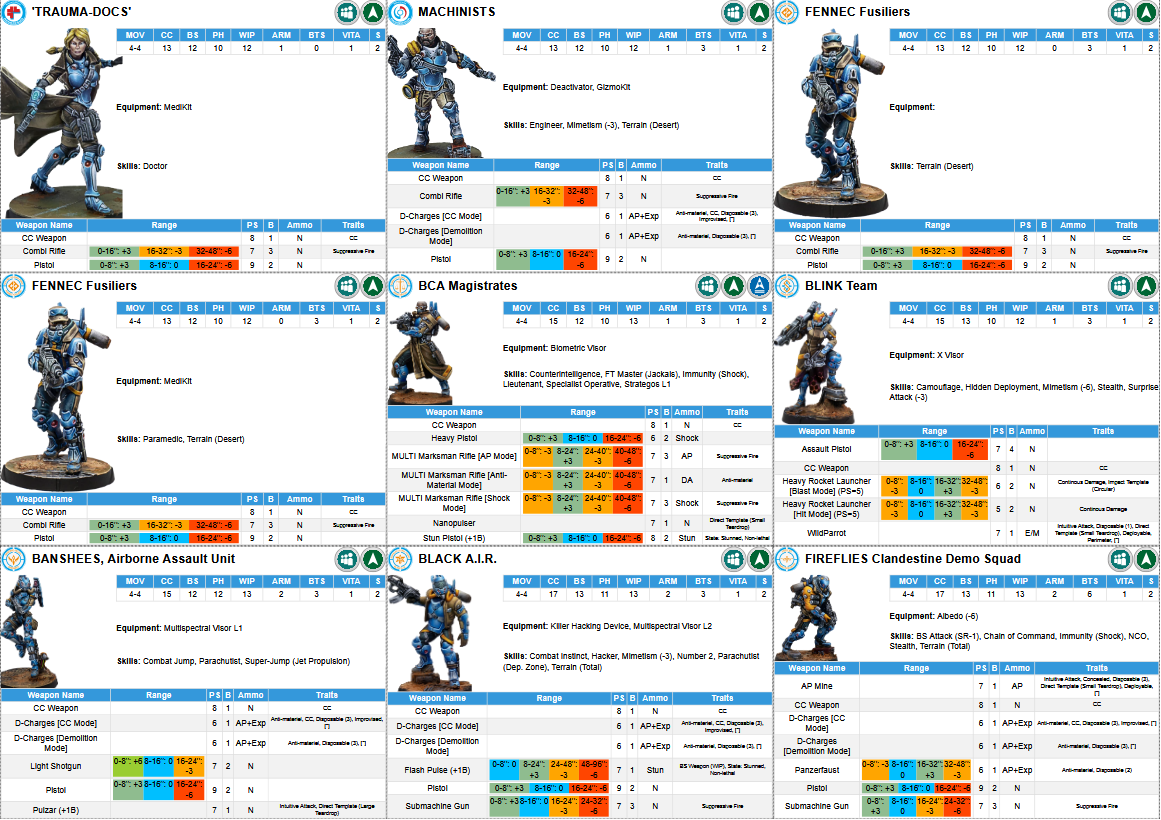 'TRAUMA-DOCS'
MOV CC BS PH WIP ARM BTS VITA S
4-4 13 12 10 12 1 0 1 2
Equipment: MediKit
Skills: Doctor
Weapon Name Range PS B Ammo Traits
CC Weapon 8 1 N CC
Combi Rifle 0-16": +3 16-32": -3 32-48": -6 7 3 N Suppressive Fire
Pistol 0-8": +3 8-16": 0 16-24": -6 9 2 N
MACHINISTS
MOV CC BS PH WIP ARM BTS VITA S
4-4 13 12 10 12 1 3 1 2
Equipment: Deactivator, GizmoKit
Skills: Engineer, Mimetism (-3), Terrain (Desert)
Weapon Name Range PS B Ammo Traits
CC Weapon 8 1 N CC
Combi Rifle 0-16": +3 16-32": -3 32-48": -6 7 3 N Suppressive Fire
D-Charges [CC Mode] 6 1 AP+Exp Anti-materiel, CC, Disposable (3),
Improvised, [*]
D-Charges [Demolition
Mode] 6 1 AP+Exp Anti-materiel, Disposable (3), [*]
Pistol 0-8": +3 8-16": 0 16-24": -6 9 2 N
FENNEC Fusiliers
MOV CC BS PH WIP ARM BTS VITA S
4-4 13 12 10 12 0 3 1 2
Equipment:
Skills: Terrain (Desert)
Weapon Name Range PS B Ammo Traits
CC Weapon 8 1 N CC
Combi Rifle 0-16": +3 16-32": -3 32-48": -6 7 3 N Suppressive Fire
Pistol 0-8": +3 8-16": 0 16-24": -6 9 2 N
FENNEC Fusiliers
MOV CC BS PH WIP ARM BTS VITA S
4-4 13 12 10 12 0 3 1 2
Equipment: MediKit
Skills: Paramedic, Terrain (Desert)
Weapon Name Range PS B Ammo Traits
CC Weapon 8 1 N CC
Combi Rifle 0-16": +3 16-32": -3 32-48": -6 7 3 N Suppressive Fire
Pistol 0-8": +3 8-16": 0 16-24": -6 9 2 N
BCA Magistrates
MOV CC BS PH WIP ARM BTS VITA S
4-4 15 12 10 13 1 3 1 2
Equipment: Biometric Visor
Skills: Counterintelligence, FT Master (Jackals), Immunity (Shock),
Lieutenant, Specialist Operative, Strategos L1
Weapon Name Range PS B Ammo Traits
CC Weapon 8 1 N CC
Heavy Pistol 0-8": +3 8-16": 0 16-24": -6 6 2 Shock
MULTI Marksman Rifle [AP Mode] 0-8": -3 8-24": +3 24-40": -3 40-48": -6 7 3 AP Suppressive Fire
MULTI Marksman Rifle [Anti-
Material Mode] 0-8": -3 8-24": +3 24-40": -3 40-48": -6 7 1 DA Anti-materiel
MULTI Marksman Rifle [Shock
Mode] 0-8": -3 8-24": +3 24-40": -3 40-48": -6 7 3 Shock Suppressive Fire
Nanopulser 7 1 N Direct Template (Small
Teardrop)
Stun Pistol (+1B) 0-8": +3 8-16": 0 16-24": -6 8 2 Stun State: Stunned, Non-lethal
BLINK Team
MOV CC BS PH WIP ARM BTS VITA S
4-4 15 13 10 12 1 3 1 2
Equipment: X Visor
Skills: Camouflage, Hidden Deployment, Mimetism (-6), Stealth, Surprise
Attack (-3)
Weapon Name Range PS B Ammo Traits
Assault Pistol 0-8": +3 8-16": 0 16-24": -6 7 4 N
CC Weapon 8 1 N CC
Heavy Rocket Launcher
[Blast Mode] (PS=5) 0-8": -3 8-16": 0 16-32": +3 32-48": -3 6 2 N Continous Damage, Impact Template
(Circular)
Heavy Rocket Launcher
[Hit Mode] (PS=5) 0-8": -3 8-16": 0 16-32": +3 32-48": -3 5 2 N Continous Damage
WildParrot 7 1 E/M Intuitive Attack, Disposable (1), Direct
Template (Small Teardrop), Deployable,
Perimeter, [*]
BANSHEES, Airborne Assault Unit
MOV CC BS PH WIP ARM BTS VITA S
4-4 15 12 12 13 2 3 1 2
Equipment: Multispectral Visor L1
Skills: Combat Jump, Parachutist, Super-Jump (Jet Propulsion)
Weapon Name Range PS B Ammo Traits
CC Weapon 8 1 N CC
D-Charges [CC Mode] 6 1 AP+Exp Anti-materiel, CC, Disposable (3), Improvised,
[*]
D-Charges [Demolition
Mode] 6 1 AP+Exp Anti-materiel, Disposable (3), [*]
Light Shotgun 0-8": +6 8-16": 0 16-24": -3 7 2 N
Pistol 0-8": +3 8-16": 0 16-24": -6 9 2 N
Pulzar (+1B) 7 1 N Intuitive Attack, Direct Template (Large
Teardrop)
BLACK A.I.R.
MOV CC BS PH WIP ARM BTS VITA S
4-4 17 13 11 13 2 6 1 2
Equipment: Killer Hacking Device, Multispectral Visor L2
Skills: Combat Instinct, Hacker, Mimetism (-3), Number 2, Parachutist
(Dep. Zone), Terrain (Total)
Weapon Name Range PS B Ammo Traits
CC Weapon 8 1 N CC
D-Charges [CC Mode] 6 1 AP+Exp Anti-materiel, CC, Disposable (3),
Improvised, [*]
D-Charges [Demolition
Mode] 6 1 AP+Exp Anti-materiel, Disposable (3), [*]
Flash Pulse (+1B) 0-8": 0 8-24": +3 24-48": -3 48-96": -6 7 1 Stun BS Weapon (WIP), State: Stunned,
Non-lethal
Pistol 0-8": +3 8-16": 0 16-24": -6 9 2 N
Submachine Gun 0-8": +3 8-16": 0 16-24": -3 24-32": -6 7 3 N Suppressive Fire
FIREFLIES Clandestine Demo Squad
MOV CC BS PH WIP ARM BTS VITA S
4-4 17 11 11 13 2 6 1 2
Equipment: Albedo (-6)
Skills: BS Attack (SR-1), Chain of Command, Immunity (Shock), NCO,
Stealth, Terrain (Total)
Weapon Name Range PS B Ammo Traits
AP Mine 7 1 AP Intuitive Attack, Concealed, Disposable (3),
Direct Template (Small Teardrop), Deployable,
[*]
CC Weapon 8 1 N CC
D-Charges [CC
Mode] 6 1 AP+Exp Anti-materiel, CC, Disposable (3), Improvised, [*]
D-Charges
[Demolition Mode] 6 1 AP+Exp Anti-materiel, Disposable (3), [*]
Panzerfaust 0-8": -3 8-16": 0 16-32": +3 32-48": -3 6 1 AP+Exp Anti-materiel, Disposable (2)
Pistol 0-8": +3 8-16": 0 16-24": -6 9 2 N
Submachine Gun 0-8": +3 8-16": 0 16-24": -3 24-32": -6 7 3 N Suppressive Fire